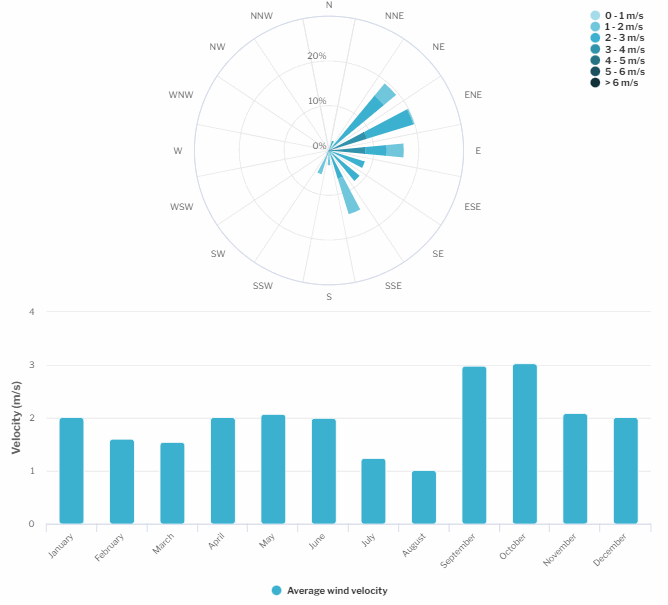 N
NNW
NNE
NW
NE
WNW
ENE
W
E
WSW
ESE
SW
SE
SSW
SSE
S
20%
10%
0%
0 - 1 m/s
1 - 2 m/s
2 - 3 m/s
3 - 4 m/s
4 - 5 m/s
5 - 6 m/s
> 6 m/s
Velocity (m/s)
4
3
2
1
0
January
February
March
April
May
June
July
August
September
October
November
December
Average wind velocity